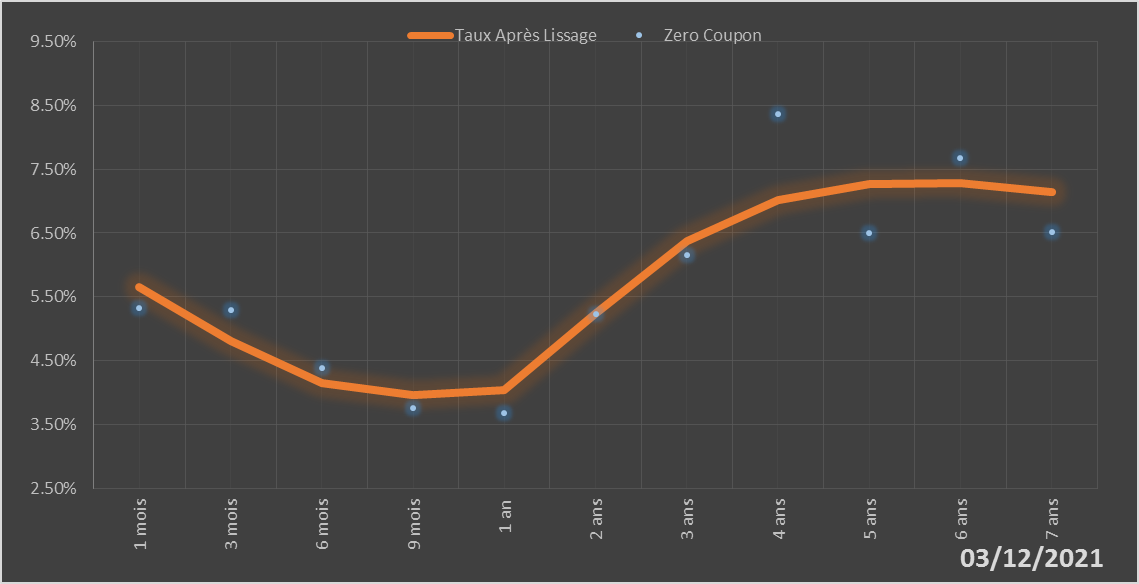 Taux Après Lissage Zero Coupon
9.50%
8.50%
7.50%
6.50%
5.50%
4.50%
3.50%
2.50%
1 mois
3 mois
6 mois
9 mois
1 an
2 ans
3 ans
4 ans
5 ans
6 ans
7 ans
03/12/2021